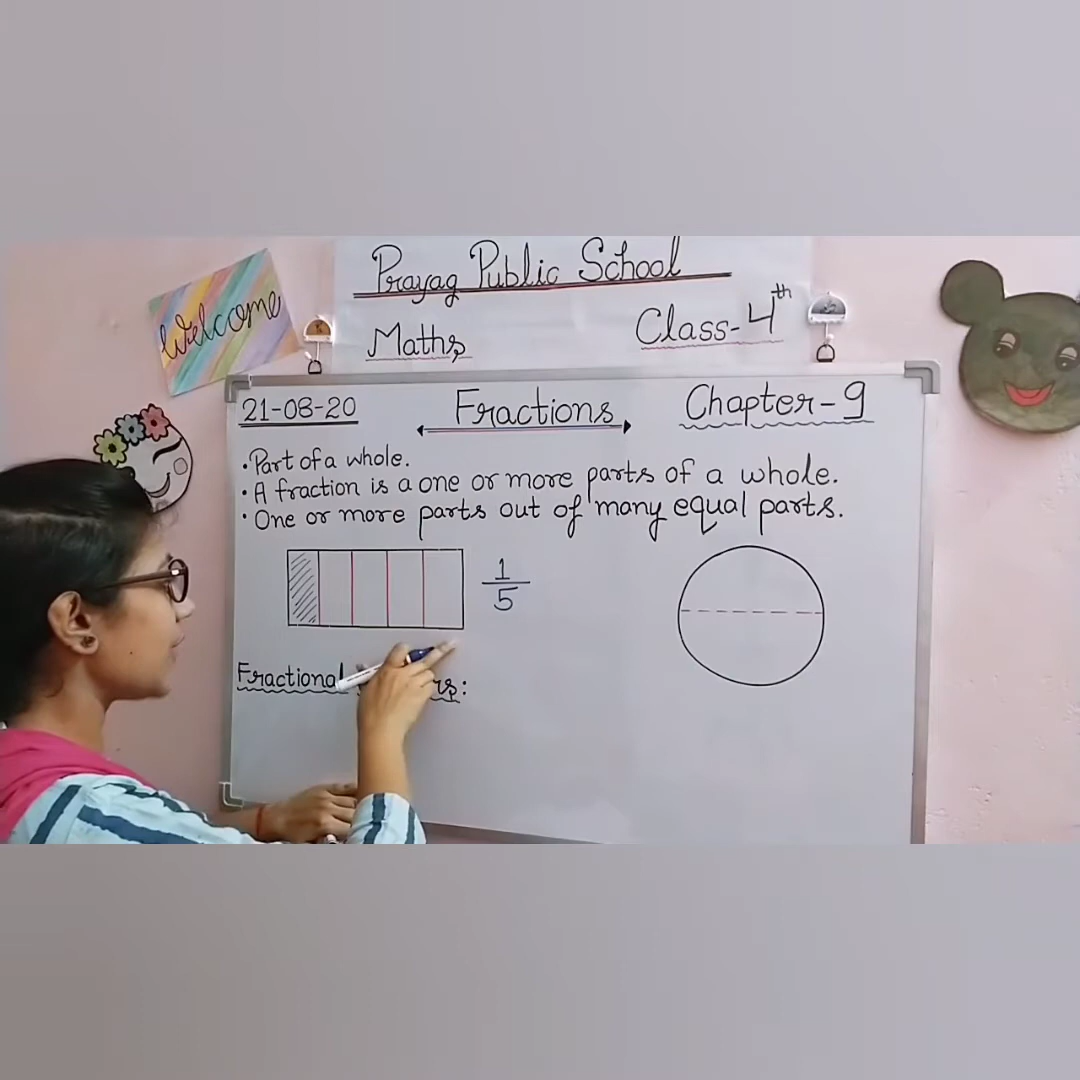 Prayag Public School
Welcome
Maths
Class-4th
21-08-20
Fractions
Chapter-9
• Part of a whole.
• A fraction is a one or more parts of a whole.
• One or more parts out of many equal parts.
1
5
Fractional